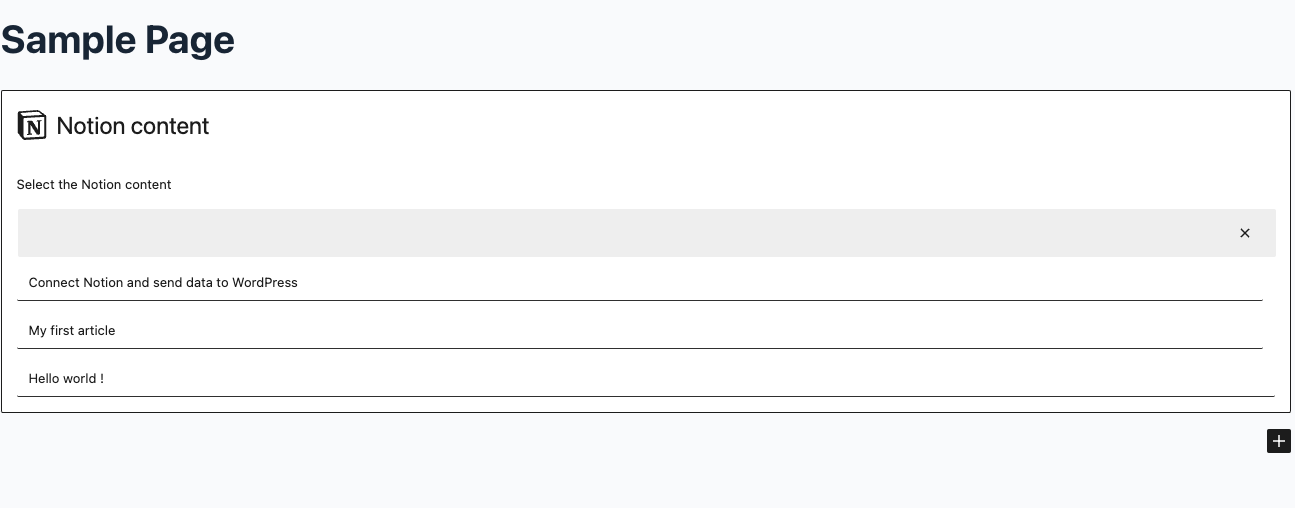 Sample Page
Notion content
Select the Notion content
Connect Notion and send data to WordPress
My first article
Hello world !